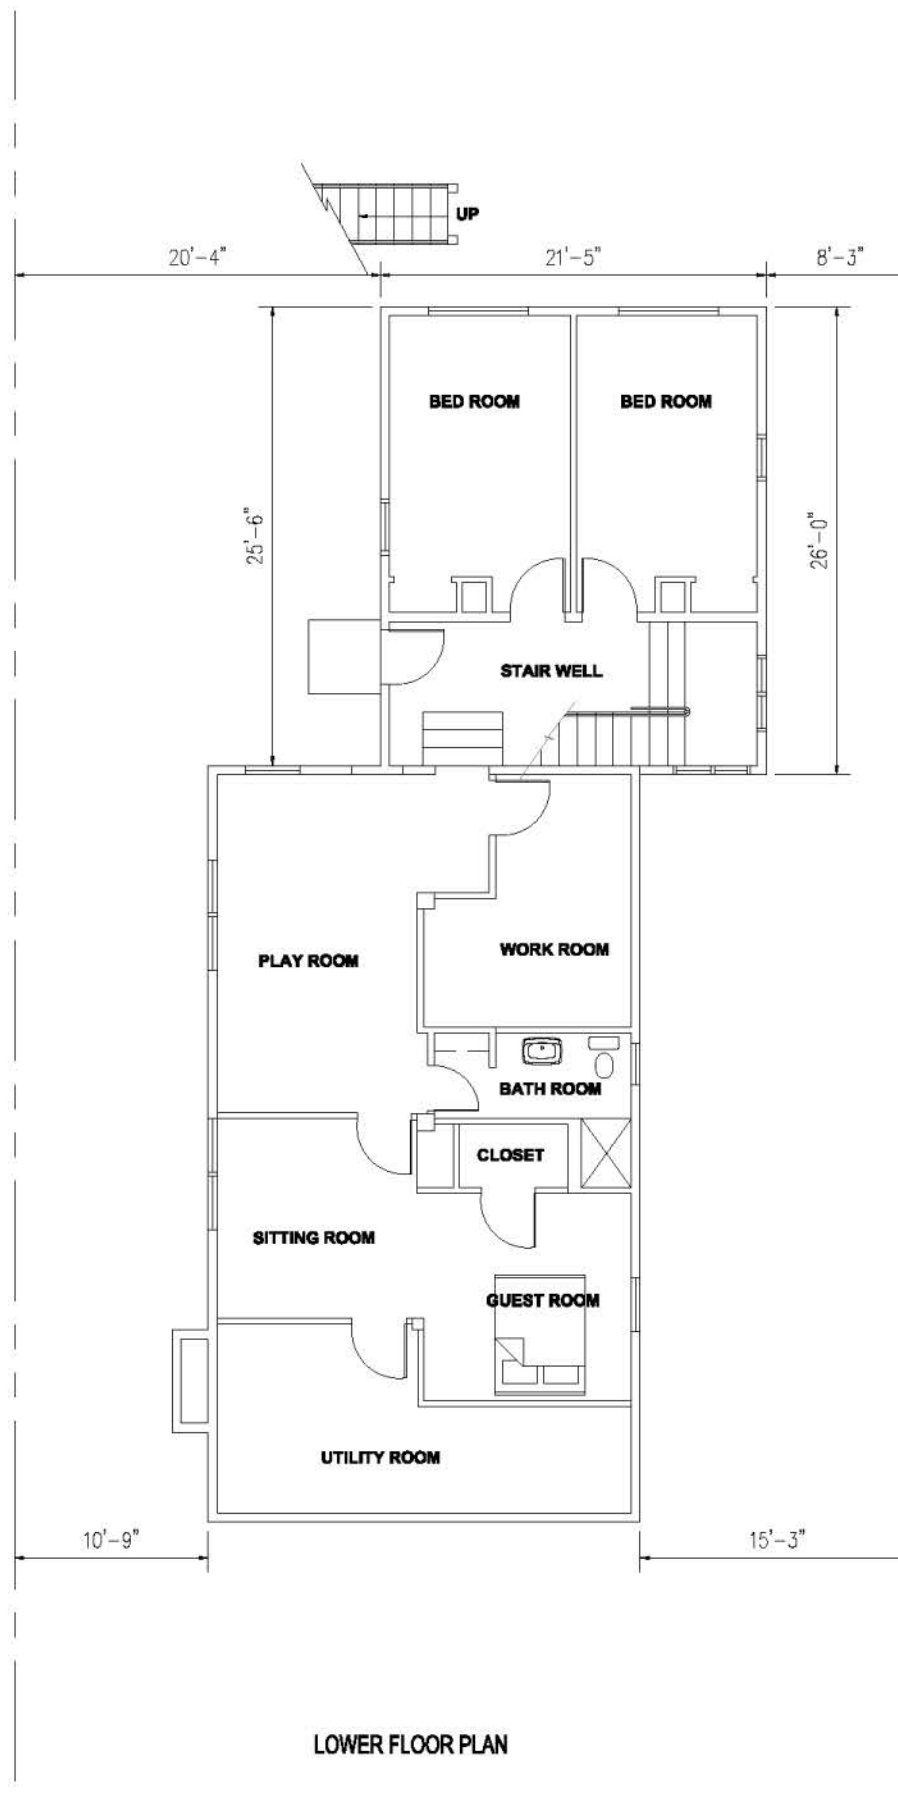 UP
20'-4"
21'-5"
8'-3"
BED ROOM
BED ROOM
25'-6"
26'-0"
STAIR WELL
WORK ROOM
PLAY ROOM
BATH ROOM
CLOSET
SITTING ROOM
GUEST ROOM
UTILITY ROOM
10'-9"
15'-3"
LOWER FLOOR PLAN